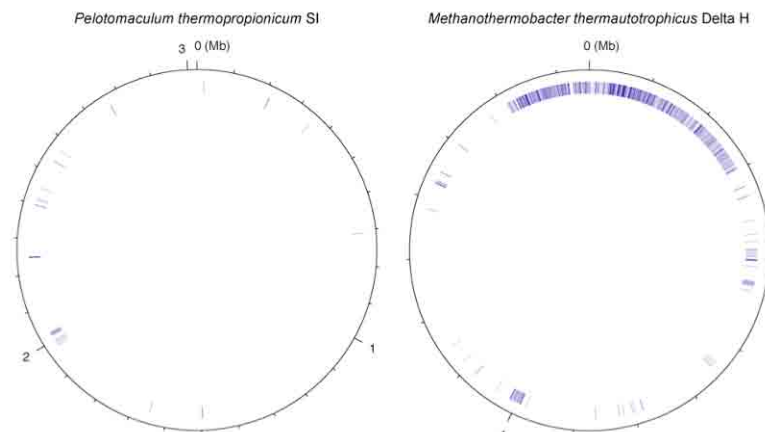 Pelotomaculum thermopropionicum SI
Methanothermobacter thermautotrophicus Delta H
3 0 (Mb)
0 (Mb)
1
2